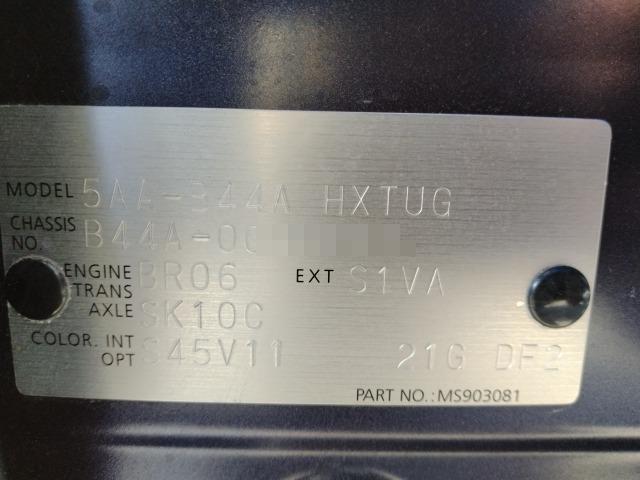 MODEL 5AA-B44A HXTUG
CHASSIS NO. B44A-0
ENGINE BR06 EXT S1VA
TRANS AXLE SK10C
COLOR. INT OPT S45V11 21G DF2
PART NO.:MS903081